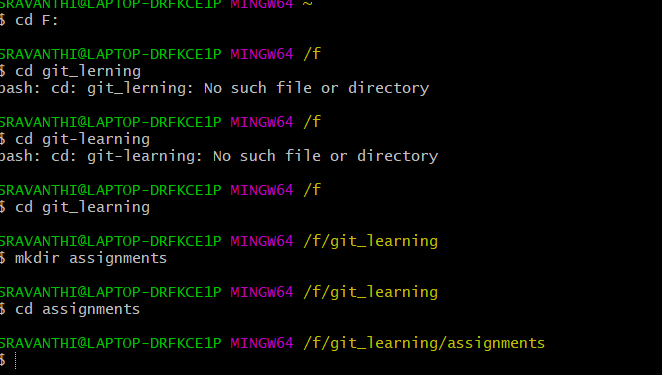 SRAVANTHI@LAPTOP-DRFKCE1P MINGW64 ~
$ cd F:
SRAVANTHI@LAPTOP-DRFKCE1P MINGW64 /f
$ cd git_lerning
bash: cd: git_lerning: No such file or directory
SRAVANTHI@LAPTOP-DRFKCE1P MINGW64 /f
$ cd git-learning
bash: cd: git-learning: No such file or directory
SRAVANTHI@LAPTOP-DRFKCE1P MINGW64 /f
$ cd git_learning
SRAVANTHI@LAPTOP-DRFKCE1P MINGW64 /f/git_learning
$ mkdir assignments
SRAVANTHI@LAPTOP-DRFKCE1P MINGW64 /f/git_learning
$ cd assignments
SRAVANTHI@LAPTOP-DRFKCE1P MINGW64 /f/git_learning/assignments
$